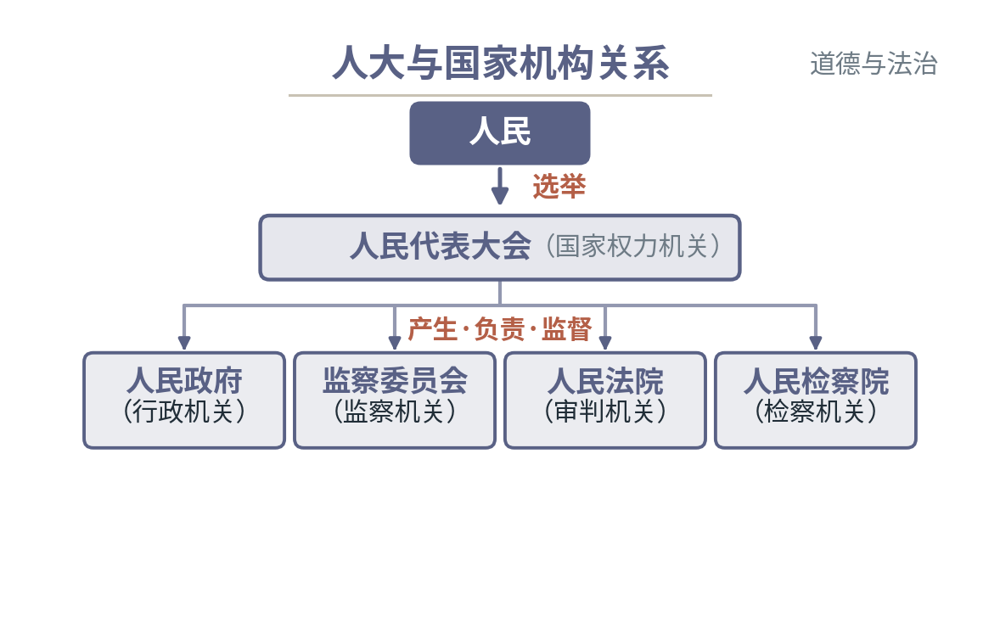 人大与国家机构关系
道德与法治
人民
选举
人民代表大会（国家权力机关）
产生·负责·监督
人民政府
（行政机关）
监察委员会
（监察机关）
人民法院
（审判机关）
人民检察院
（检察机关）